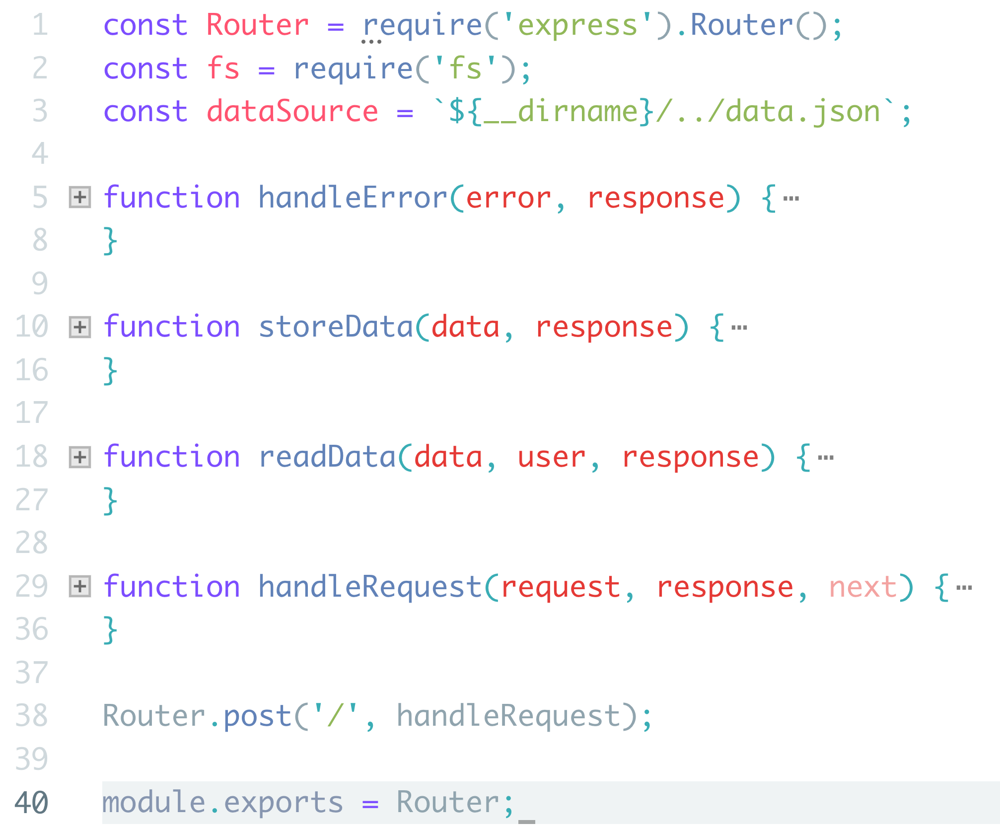 1 const Router = require('express').Router();
2 const fs = require('fs');
3 const dataSource = `${__dirname}/../data.json`;
4
5 function handleError(error, response) {⋯
8 }
9
10 function storeData(data, response) {⋯
16 }
17
18 function readData(data, user, response) {⋯
27 }
28
29 function handleRequest(request, response, next) {⋯
36 }
37
38 Router.post('/', handleRequest);
39
40 module.exports = Router;